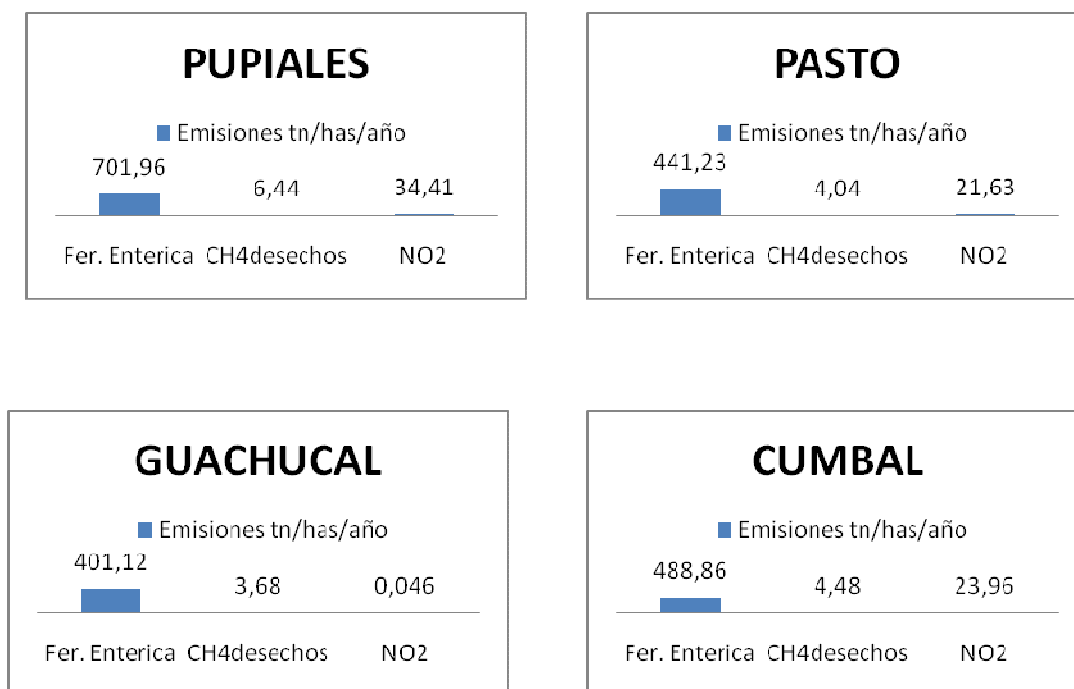 PUPIALES
Emisiones tn/has/año
701,96
6,44
34,41
Fer. Enterica CH4desechos NO2
PASTO
Emisiones tn/has/año
441,23
4,04
21,63
Fer. Enterica CH4desechos NO2
GUACHUCAL
Emisiones tn/has/año
401,12
3,68
0,046
Fer. Enterica CH4desechos NO2
CUMBAL
Emisiones tn/has/año
488,86
4,48
23,96
Fer. Enterica CH4desechos NO2